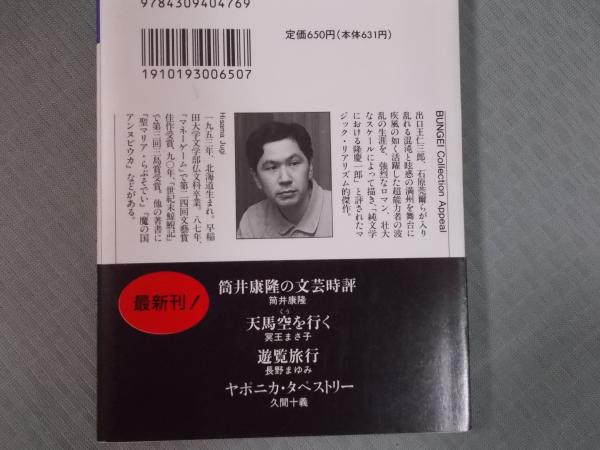 9784309404769
定価650円(本体631円)
1910193006507
BUNGEI Collection Appeal
出口王仁三郎、石原莞爾らが入り
乱れる混沌と眩惑の満州を舞台に
疾風の如く活躍した超能力者の波
乱の生涯を、強烈なロマン、壮大
なスケールによって描き、「純文学
における隆慶一郎」と評されたマ
ジック・リアリズム的傑作。
Hisama Jugi
一九五三年、北海道生まれ。早稲
田大学文学部仏文科卒業。八七年、
『マネーゲーム』で第二四回文藝賞
佳作受賞、九〇年、『世紀末鯨鯢記』
で第三回三島賞受賞。他の著書に
『聖マリア・らぷそでぃ』『魔の国
アンヌピウカ』などがある。
最新刊!
筒井康隆の文芸時評
筒井康隆
くう
天馬空を行く
冥王まさ子
遊覧旅行
長野まゆみ
ヤポニカ・タペストリー
久間十義